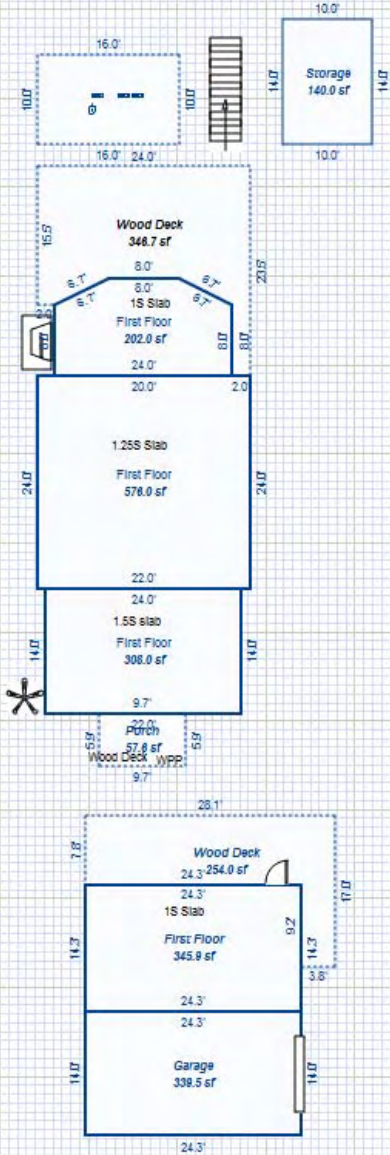 10.0'
16.0'
10.0'
10.0'
14.0'
Storage
140.0 sf
14.0'
16.0' 24.0'
10.0'
15.5'
Wood Deck
346.7 sf
23.5'
8.0'
6.7'
6.7'
8.0'
6.7'
6.7'
1S Slab
2.0'
First Floor
202.0 sf
8.0'
8.0'
24.0'
20.0'
2.0'
1.25S Slab
24.0'
First Floor
576.0 sf
24.0'
22.0'
24.0'
1.5S slab
14.0'
First Floor
308.0 sf
14.0'
9.7'
22.0'
5.9'
Porch
57.6 sf
5.9'
Wood Deck WPP
9.7'
28.1'
7.8'
Wood Deck
254.0 sf
17.0'
24.3'
24.3'
1S Slab
9.2'
14.3'
First Floor
345.9 sf
14.3'
3.8'
24.3'
24.3'
14.0'
Garage
339.5 sf
14.0'
24.3'